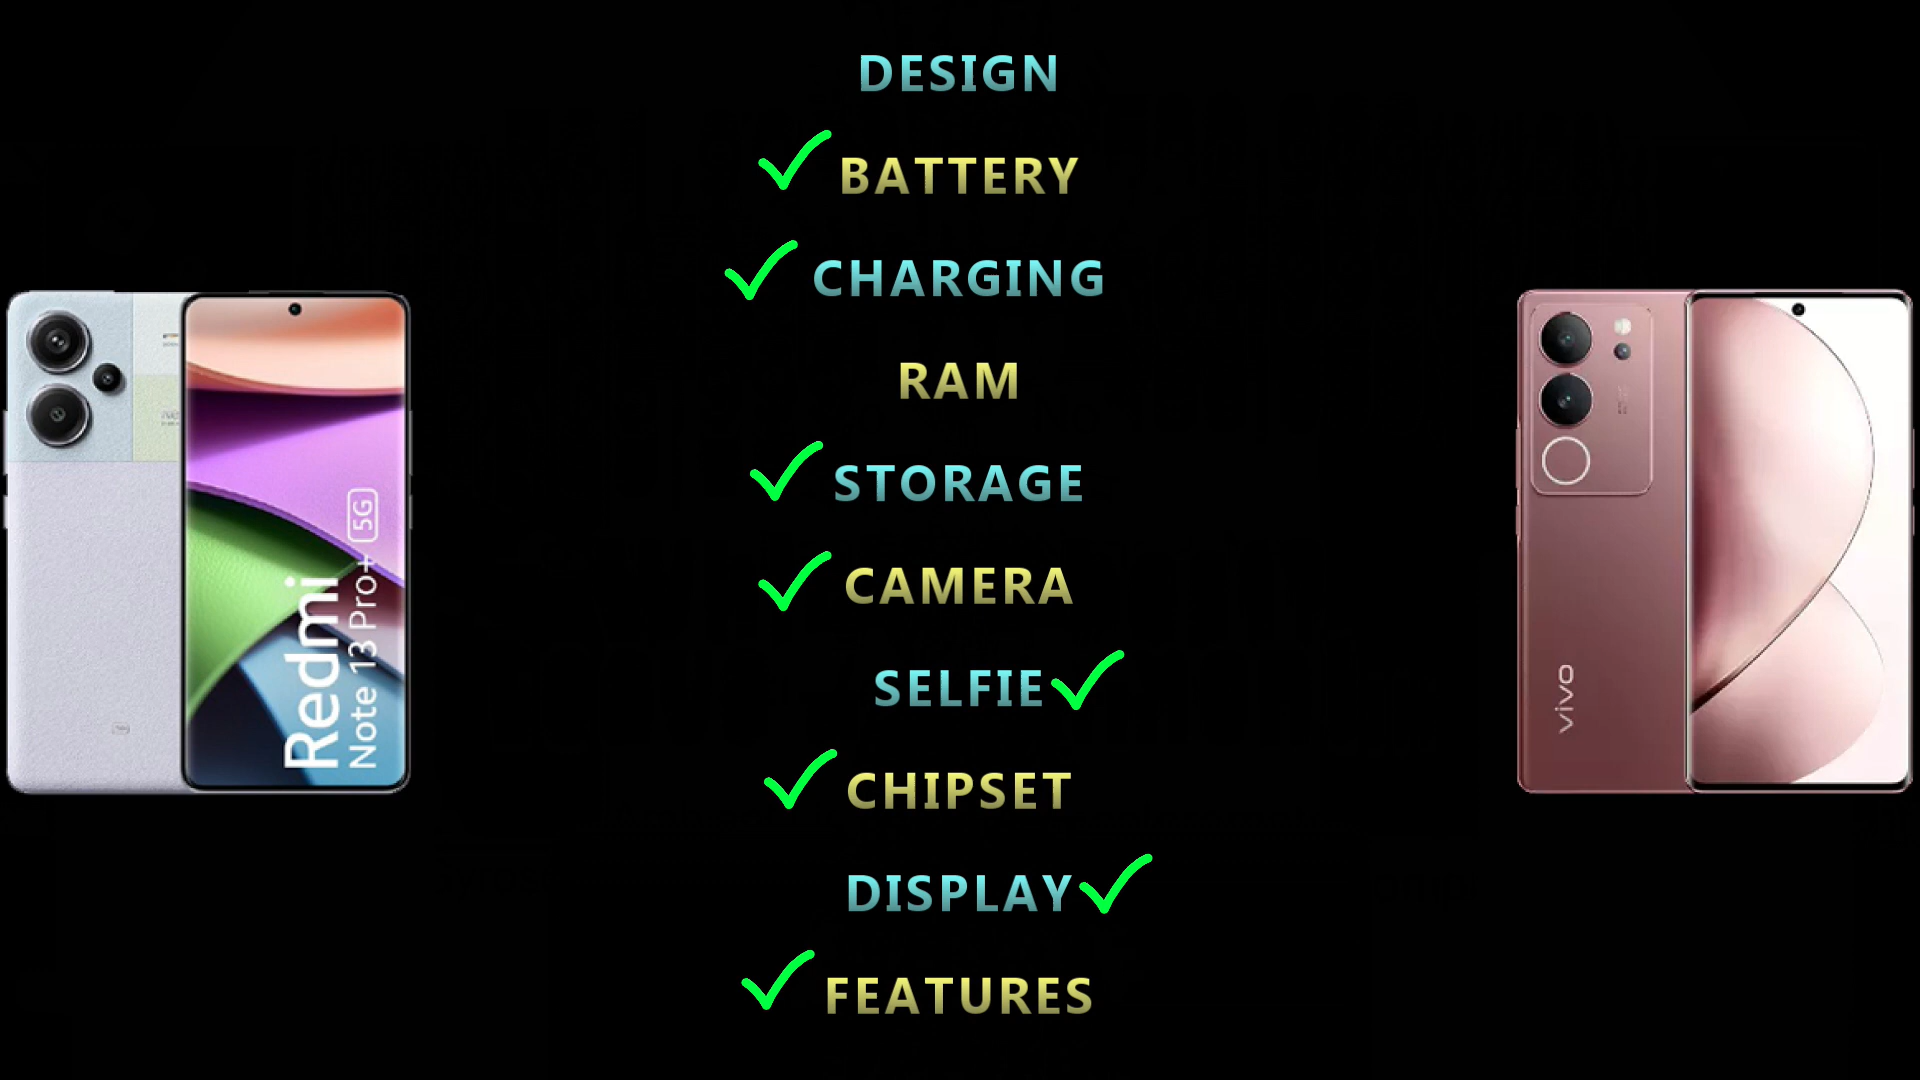 DESIGN
BATTERY
CHARGING
RAM
STORAGE
CAMERA
SELFIE
CHIPSET
DISPLAY
FEATURES
Redmi
Note 13 Pro+ 5G
vivo